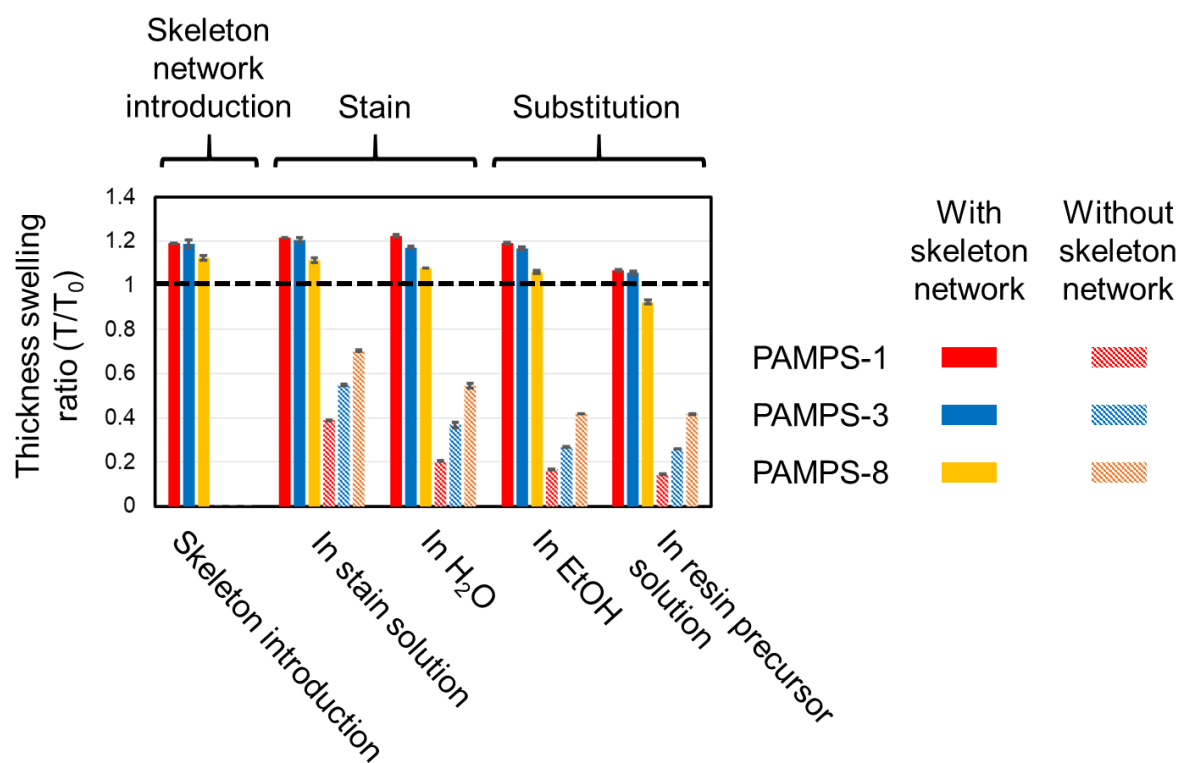 Skeleton
network
introduction
Stain
Substitution
Thickness swelling
ratio (T/T₀)
1.4
1.2
1
0.8
0.6
0.4
0.2
0
Skeleton introduction
In stain solution
In H₂O
In EtOH
In resin precursor
solution
With
skeleton
network
Without
skeleton
network
PAMPS-1
PAMPS-3
PAMPS-8